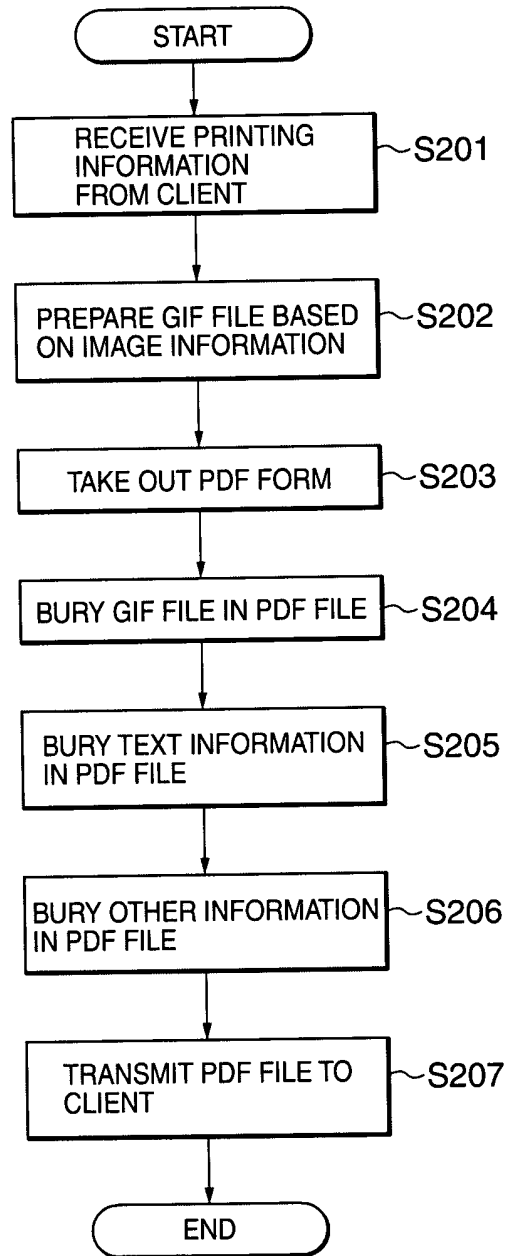 START
RECEIVE PRINTING
INFORMATION
FROM CLIENT
S201
PREPARE GIF FILE BASED
ON IMAGE INFORMATION
S202
TAKE OUT PDF FORM
S203
BURY GIF FILE IN PDF FILE
S204
BURY TEXT INFORMATION
IN PDF FILE
S205
BURY OTHER INFORMATION
IN PDF FILE
S206
TRANSMIT PDF FILE TO
CLIENT
S207
END